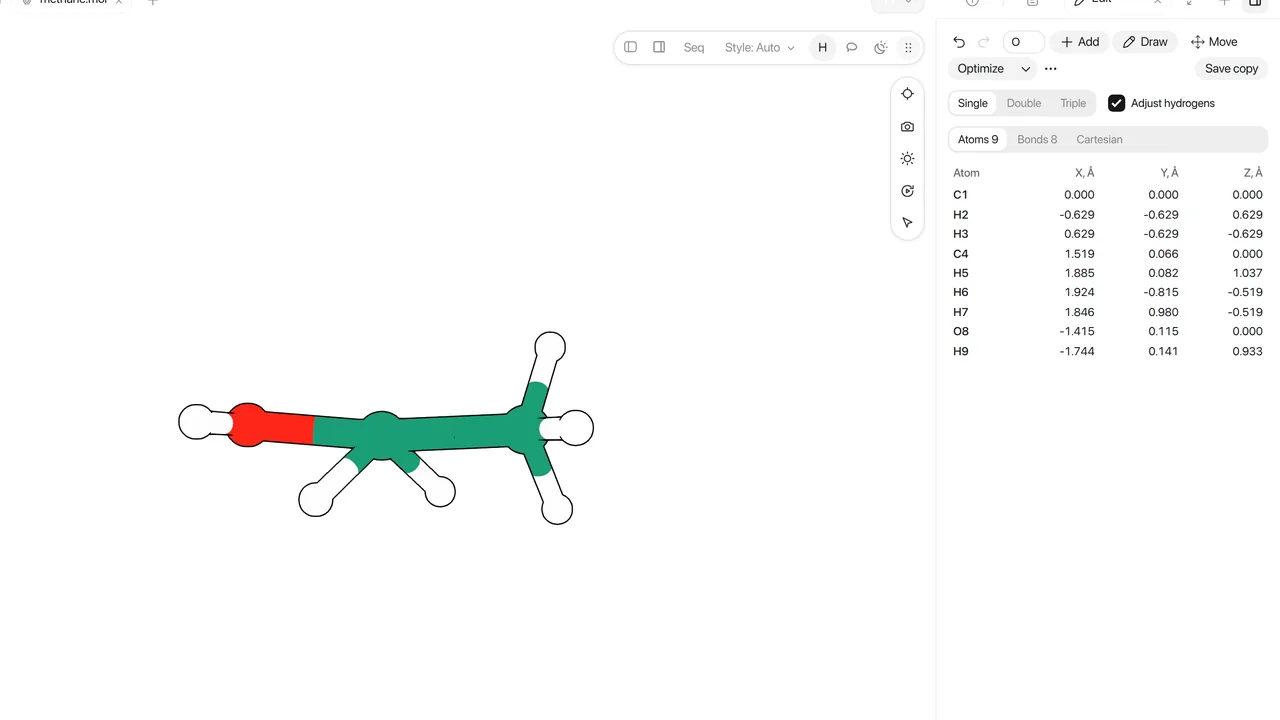 methane.mol
Edit
Seq Style: Auto H
O Add Draw Move
Optimize Save copy
Single Double Triple Adjust hydrogens
Atoms 9 Bonds 8 Cartesian
Atom X, Å Y, Å Z, Å
C1 0.000 0.000 0.000
H2 -0.629 -0.629 0.629
H3 0.629 -0.629 -0.629
C4 1.519 0.066 0.000
H5 1.885 0.082 1.037
H6 1.924 -0.815 -0.519
H7 1.846 0.980 -0.519
O8 -1.415 0.115 0.000
H9 -1.744 0.141 0.933